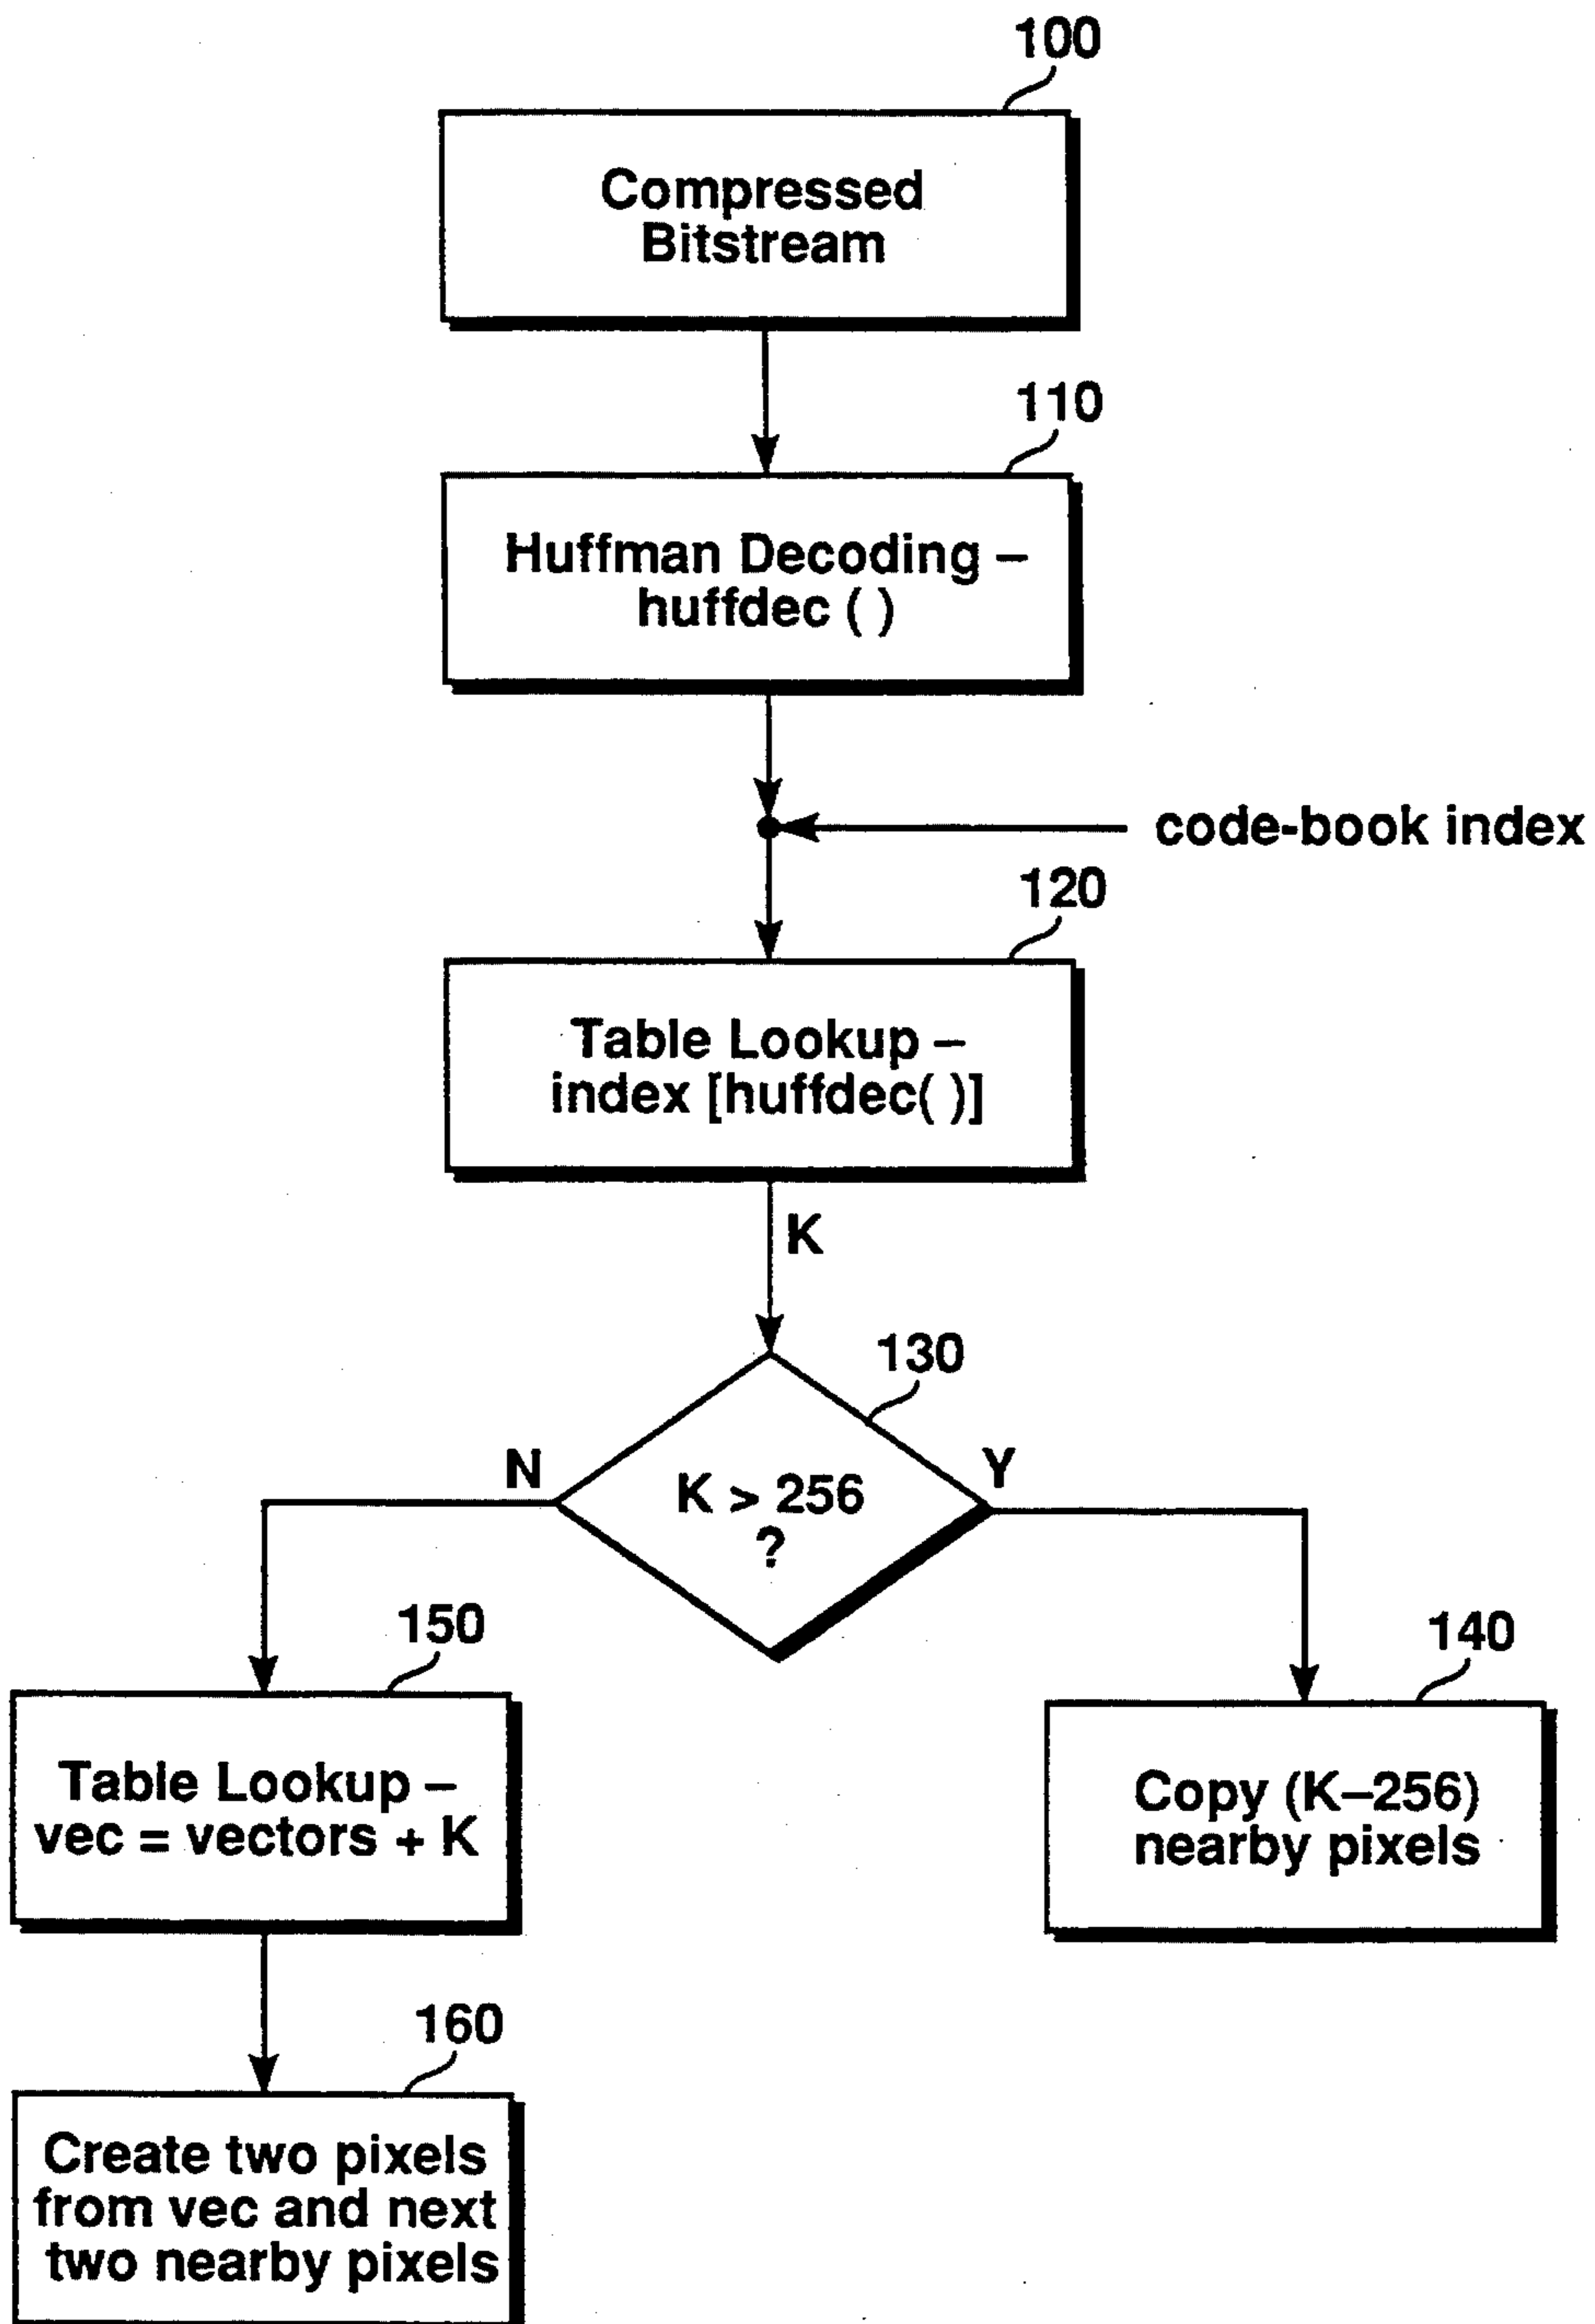 100
Compressed
Bitstream
110
Huffman Decoding –
huffdec ( )
code-book index
120
Table Lookup –
index [huffdec( )]
K
130
N
Y
K > 256
?
150
140
Table Lookup –
vec = vectors + K
Copy (K–256)
nearby pixels
160
Create two pixels
from vec and next
two nearby pixels